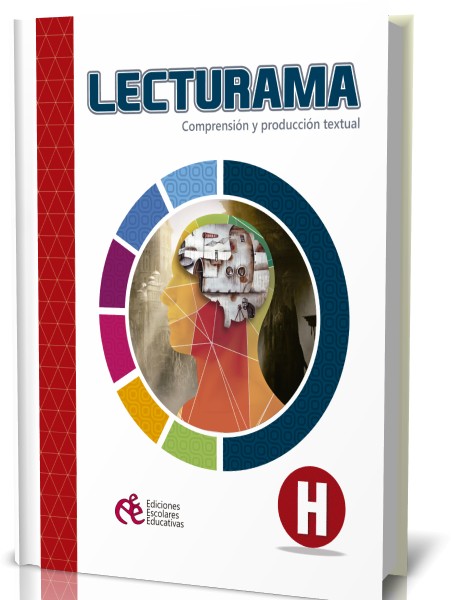 LECTURAMA
Comprensión y producción textual
Ediciones
Escolares
Educativas
H